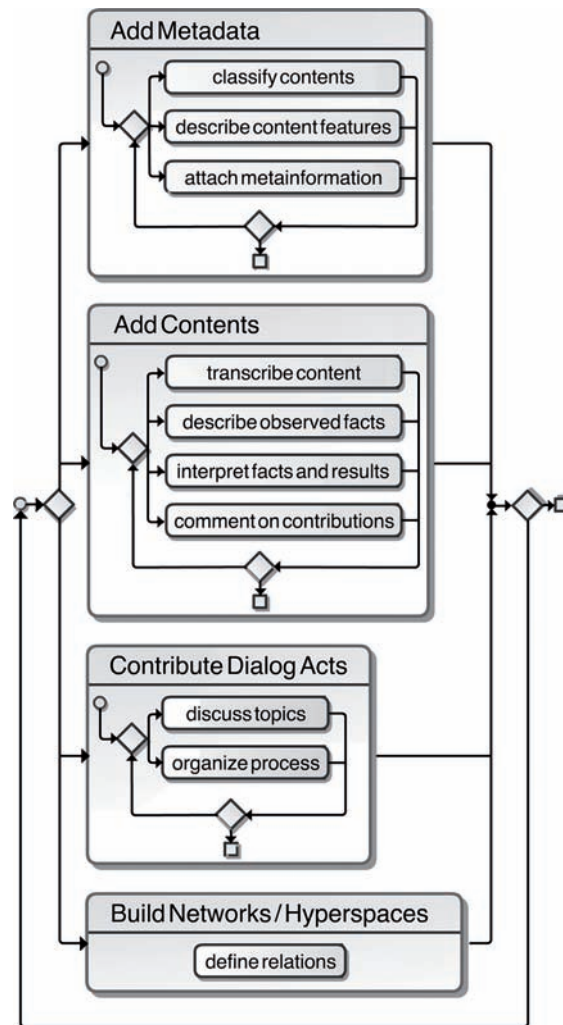 Add Metadata
classify contents
describe content features
attach metainformation
Add Contents
transcribe content
describe observed facts
interpret facts and results
comment on contributions
Contribute Dialog Acts
discuss topics
organize process
Build Networks / Hyperspaces
define relations